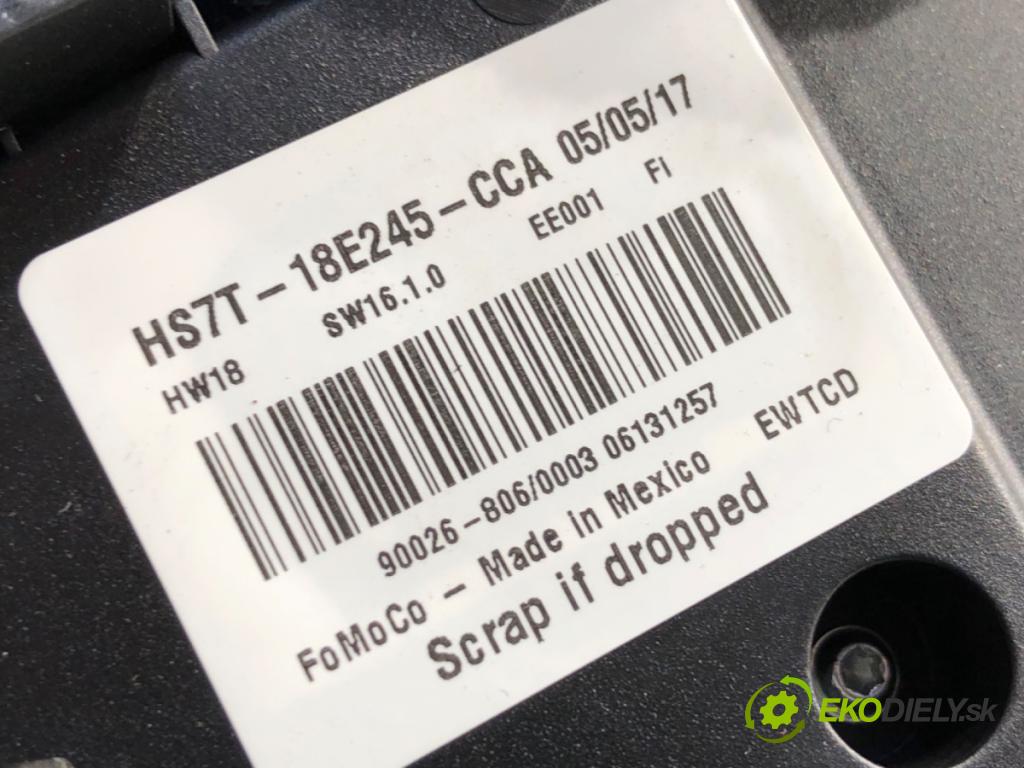 HS7T-18E245-CCA 05/05/17
HW18 SW16.1.0 EE001 FI
90026-806/0003 06131257
FoMoCo - Made in Mexico EWTCD
Scrap if dropped
EKODIELY.sk